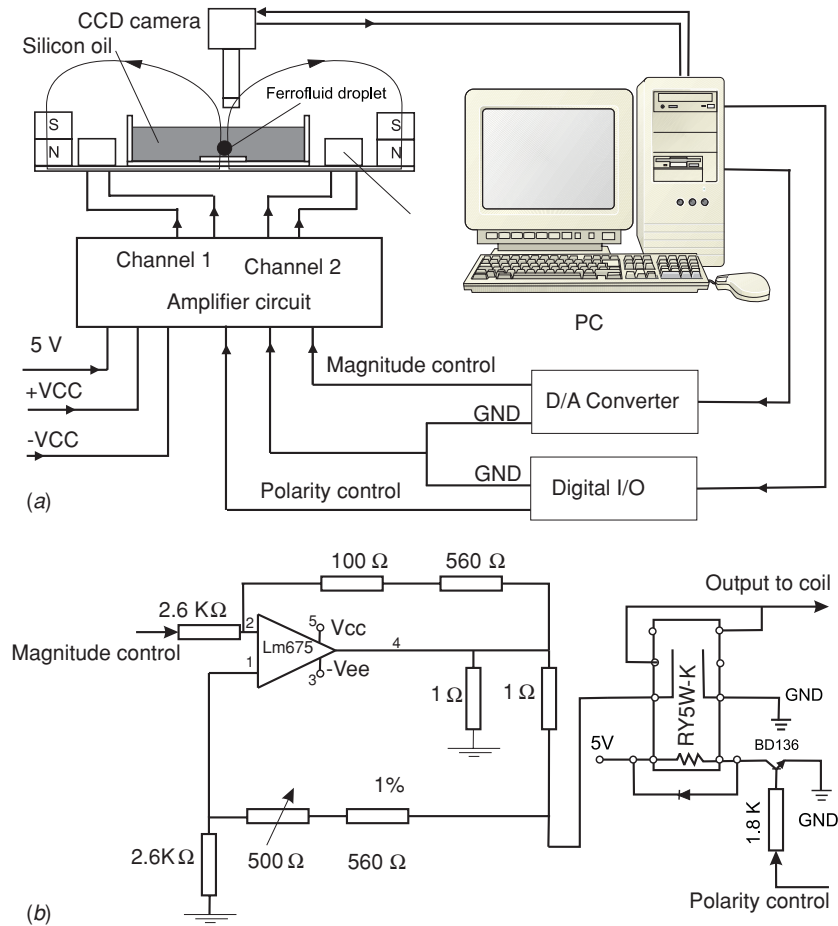 CCD camera
Silicon oil
Ferrofluid droplet
S
N
S
N
Channel 1
Channel 2
Amplifier circuit
PC
5 V
+VCC
-VCC
Magnitude control
D/A Converter
GND
GND
Digital I/O
Polarity control
(a)
100 Ω
560 Ω
Output to coil
2.6 KΩ
2
5
Vcc
Lm675
4
Magnitude control
1
3
-Vee
1 Ω
1 Ω
RY5W-K
GND
5V
BD136
1%
1.8 K
GND
2.6K Ω
500 Ω
560 Ω
Polarity control
(b)